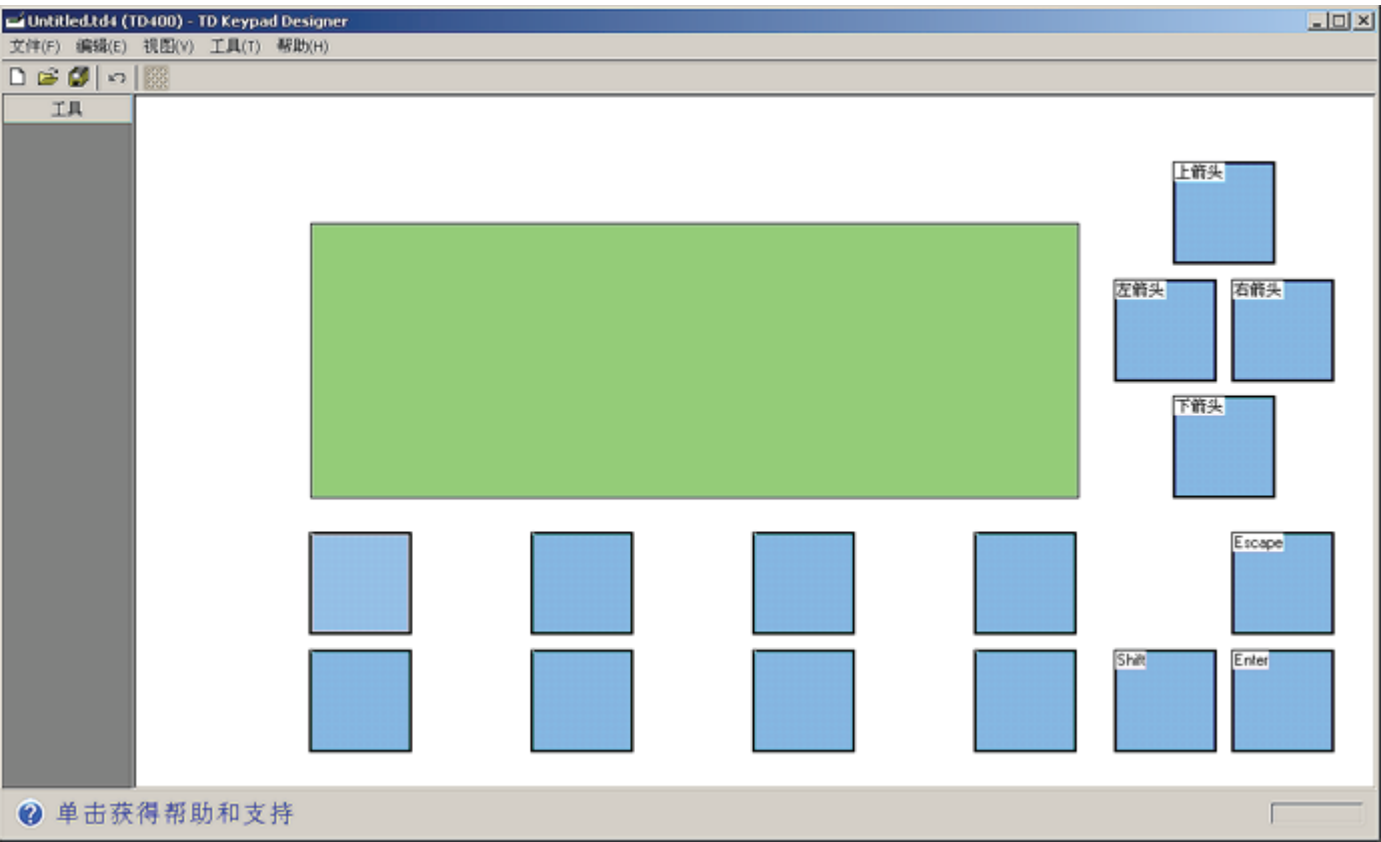 Untitled.td4 (TD400) - TD Keypad Designer
文件(F) 编辑(E) 视图(V) 工具(T) 帮助(H)
工具
上箭头
左箭头 右箭头
下箭头
Escape
Shift Enter
单击获得帮助和支持